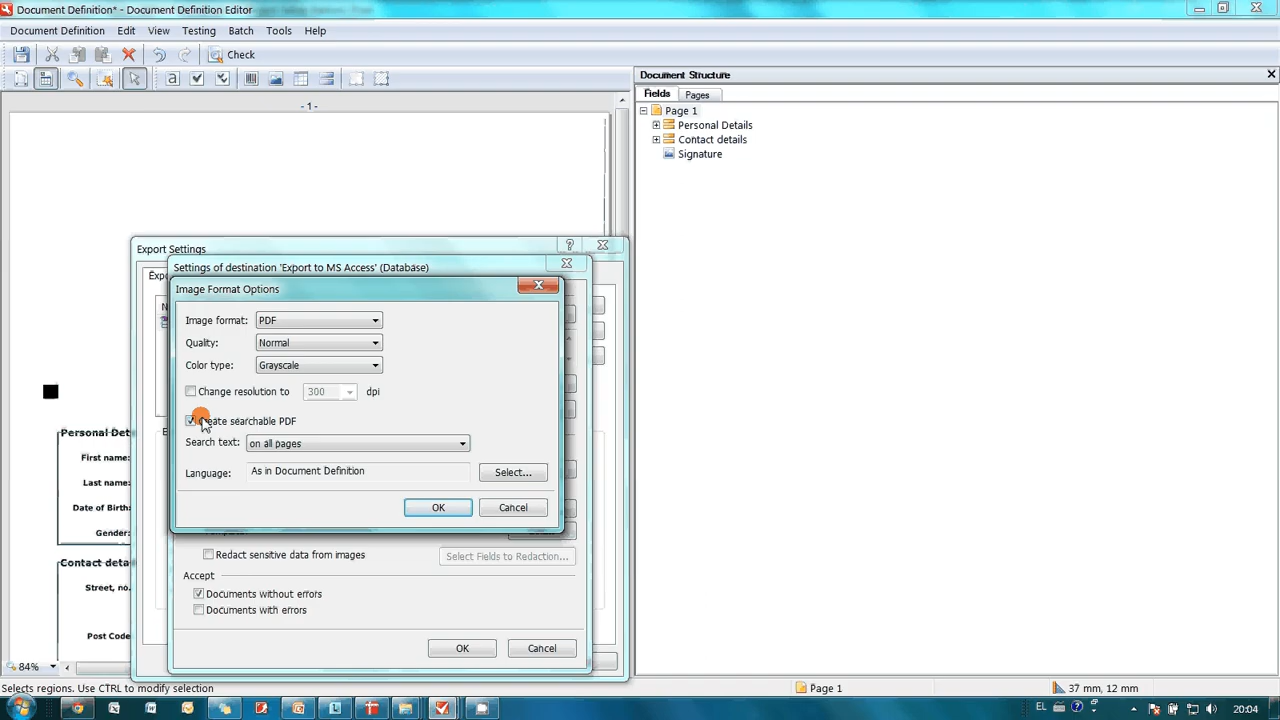 Document Definition* - Document Definition Editor
Document Definition Edit View Testing Batch Tools Help
Check
- 1 -
Document Structure
Fields Pages
Page 1
Personal Details
Contact details
Signature
Export Settings
Settings of destination 'Export to MS Access' (Database)
Image Format Options
Image format: PDF
Quality: Normal
Color type: Grayscale
Change resolution to 300 dpi
Create searchable PDF
Search text: on all pages
Language: As in Document Definition Select...
OK Cancel
Personal Det
First name:
Last name:
Date of Birth:
Gender:
Contact deta
Street, no.
Post Code
Redact sensitive data from images Select Fields to Redaction...
Accept
Documents without errors
Documents with errors
OK Cancel
84%
Selects regions. Use CTRL to modify selection Page 1 37 mm, 12 mm
EL 20:04